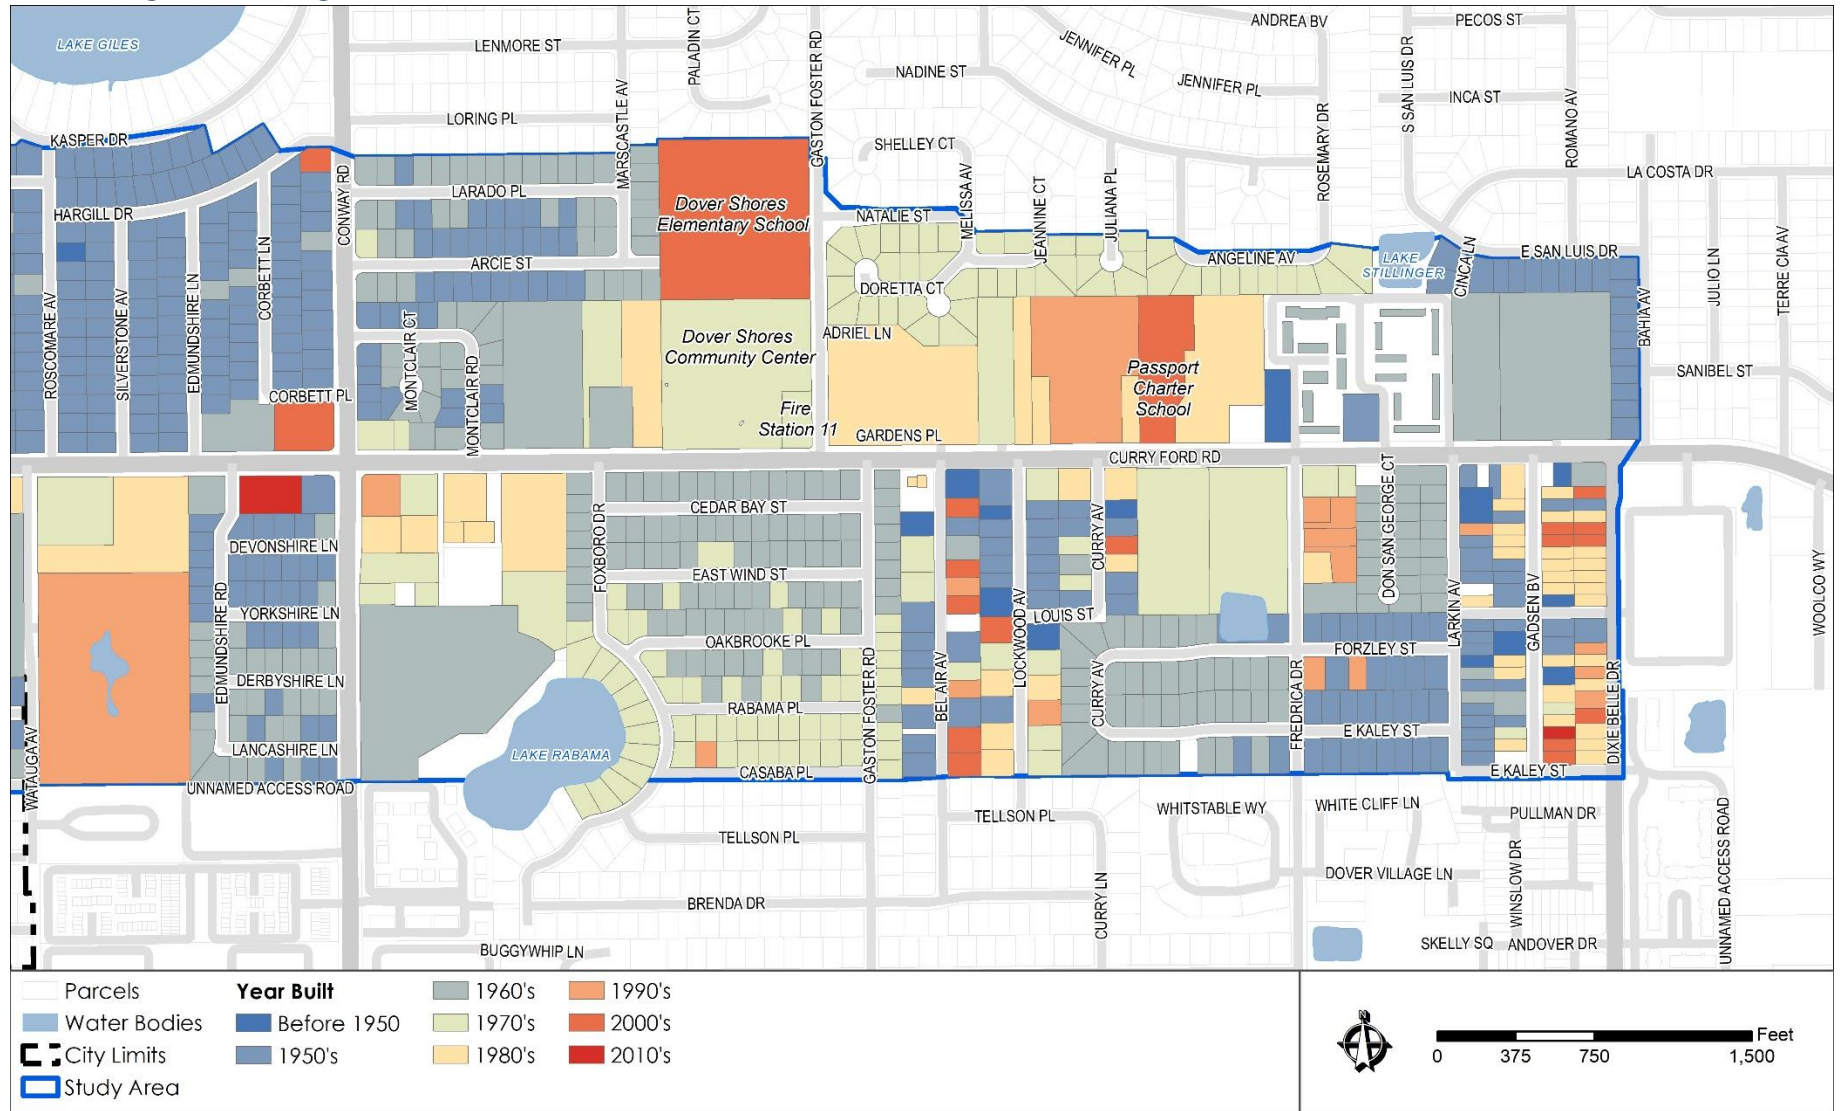 LAKE GILES
LENMORE ST
PALADIN CT
GASTON FOSTER RD
ANDREA BV
PECOS ST
JENNIFER PL
S SAN LUIS DR
NADINE ST
JENNIFER PL
INCA ST
MARSCASTLE AV
LORING PL
ROSEMARY DR
ROMANO AV
KASPER DR
SHELLEY CT
LA COSTA DR
CONWAY RD
LARADO PL
MELISSA AV
JEANNINE CT
JULIANA PL
HARGILL DR
Dover Shores
Elementary School
NATALIE ST
CORBETT LN
ARCIE ST
ANGELINE AV
LAKE
STILLINGER
CINCA LN
E SAN LUIS DR
JULIO LN
TERRE CIA AV
DORETTA CT
ROSCOMARE AV
SILVERSTONE AV
EDMUNDSHIRE LN
MONTCLAIR CT
Dover Shores
Community Center
ADRIEL LN
BAHIA AV
CORBETT PL
MONTCLAIR RD
Passport
Charter
School
SANIBEL ST
Fire
Station 11
GARDENS PL
CURRY FORD RD
CEDAR BAY ST
DON SAN GEORGE CT
DEVONSHIRE LN
FOXBORO DR
EAST WIND ST
CURRY AV
EDMUNDSHIRE RD
YORKSHIRE LN
LOCKWOOD AV
LOUIS ST
LARKIN AV
GADSEN BV
WOOLCO WY
OAKBROOKE PL
FORZLEY ST
DERBYSHIRE LN
GASTON FOSTER RD
BEL AIR AV
CURRY AV
FREDRICA DR
DIXIE BELLE DR
RABAMA PL
LANCASHIRE LN
LAKE RABAMA
E KALEY ST
WATAUGA AV
CASABA PL
E KALEY ST
UNNAMED ACCESS ROAD
TELLSON PL
TELLSON PL
WHITSTABLE WY
WHITE CLIFF LN
PULLMAN DR
UNNAMED ACCESS ROAD
DOVER VILLAGE LN
WINSLOW DR
BRENDA DR
CURRY LN
BUGGYWHIP LN
SKELLY SQ
ANDOVER DR
Parcels
Water Bodies
City Limits
Study Area
Year Built
Before 1950
1950's
1960's
1970's
1980's
1990's
2000's
2010's
N
Feet
0
375
750
1,500